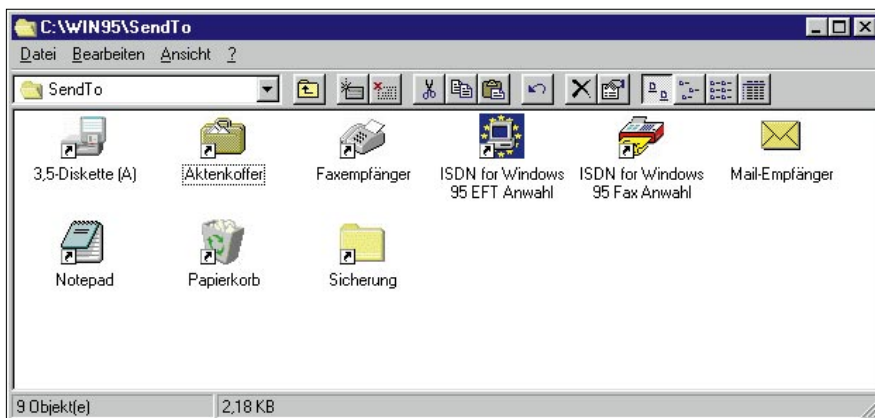 C:\WIN95\SendTo
Datei Bearbeiten Ansicht ?
SendTo
3,5-Diskette (A)
Aktenkoffer
Faxempfänger
ISDN for Windows
95 EFT Anwahl
ISDN for Windows
95 Fax Anwahl
Mail-Empfänger
Notepad
Papierkorb
Sicherung
9 Objekt(e)
2,18 KB